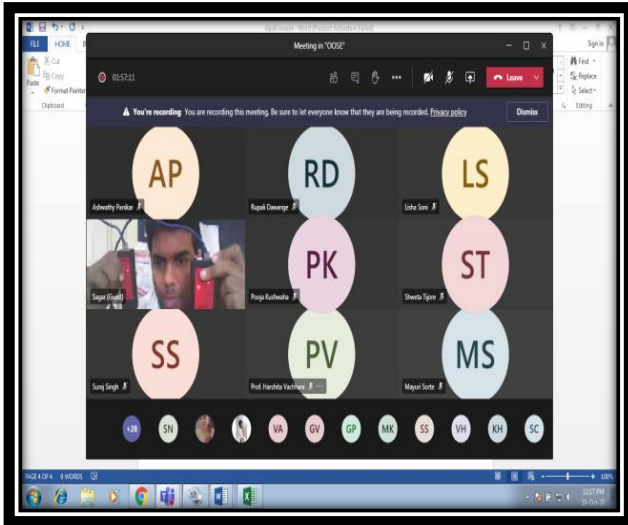 Meeting in "OOSE"
Sign in
FILE
HOME
Cut
Copy
Paste
Format Painter
Clipboard
Find
Replace
Select
Editing
01:57:11
Leave
You're recording You are recording this meeting. Be sure to let everyone know that they are being recorded. Privacy policy
Dismiss
AP
RD
LS
Ashwathy Panikar
Rupali Dawange
Lisha Soni
PK
ST
Sagar (Guest)
Pooja Kushwaha
Shweta Tijore
SS
PV
MS
Suraj Singh
Prof. Harshita Vachhani
Mayuri Sorte
+28
SN
VA
GV
GP
MK
SS
VH
KH
SC
PAGE 4 OF 4
0 WORDS
100%
12:17 PM